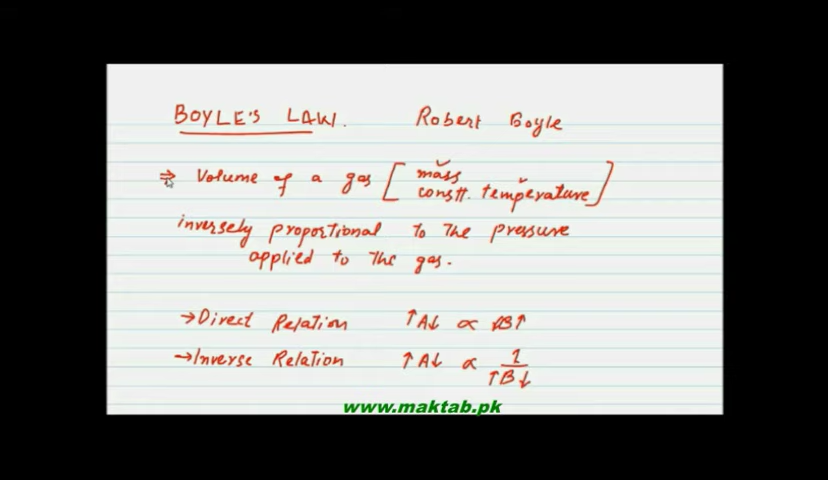 BOYLE'S LAW. Robert Boyle
⇒ Volume of a gas [ mass
constt. temperature ]
inversely proportional to the pressure
applied to the gas.
→ Direct Relation ↑A↓ ∝ ↓B↑
→ Inverse Relation ↑A↓ ∝ 1
↑B↓
www.maktab.pk